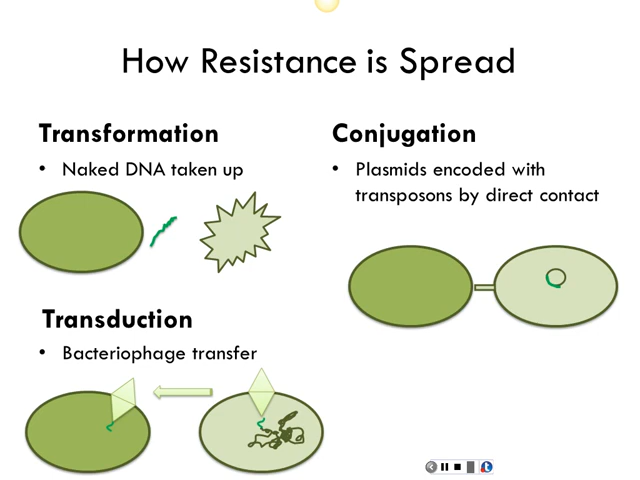 How Resistance is Spread
Transformation
• Naked DNA taken up
Conjugation
• Plasmids encoded with
transposons by direct contact
Transduction
• Bacteriophage transfer